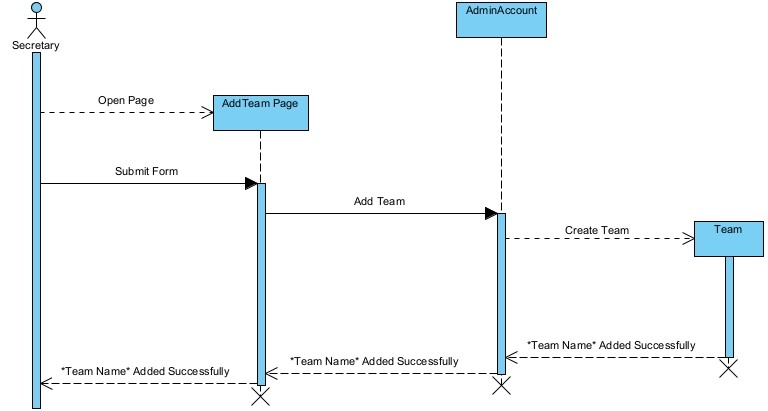 AdminAccount
Secretary
Open Page
AddTeam Page
Submit Form
Add Team
Create Team
Team
*Team Name* Added Successfully
*Team Name* Added Successfully
*Team Name* Added Successfully